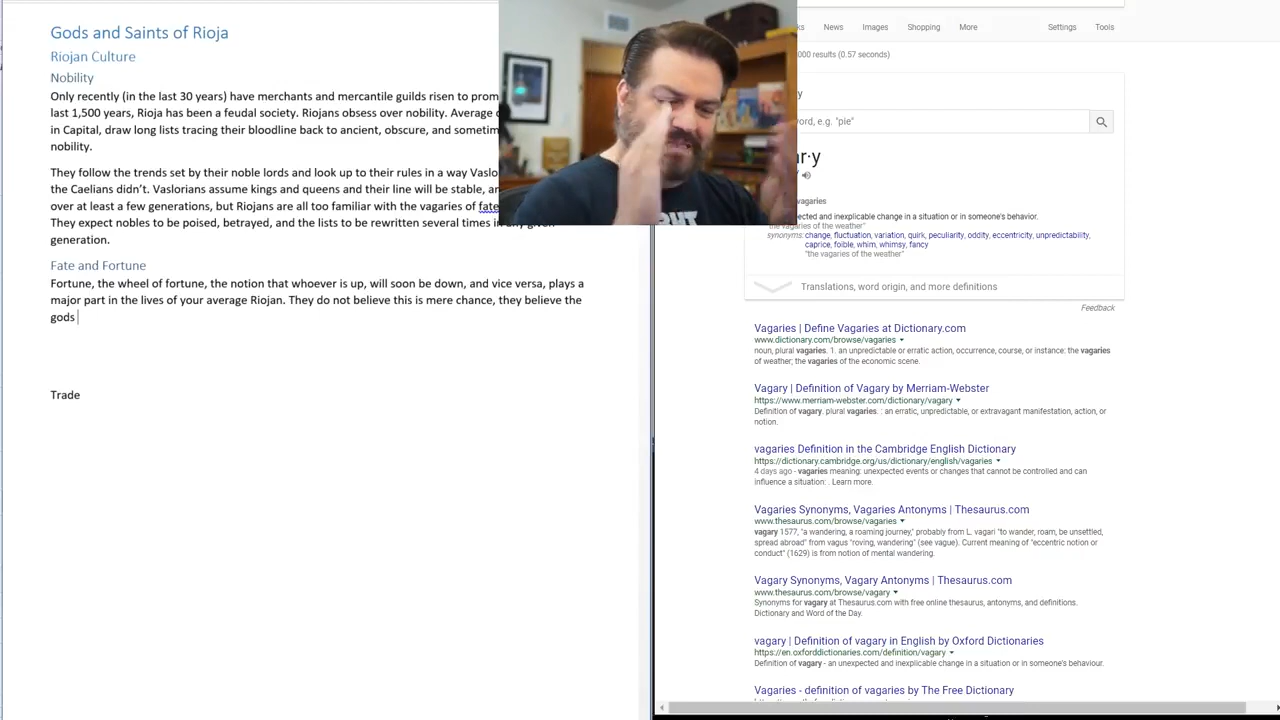 Gods and Saints of Rioja
Riojan Culture
Nobility
Only recently (in the last 30 years) have merchants and mercantile guilds risen to prom
last 1,500 years, Rioja has been a feudal society. Riojans obsess over nobility. Average
in Capital, draw long lists tracing their bloodline back to ancient, obscure, and sometim
nobility.
They follow the trends set by their noble lords and look up to their rules in a way Vaslo
the Caelians didn't. Vaslorians assume kings and queens and their line will be stable, an
over at least a few generations, but Riojans are all too familiar with the vagaries of fate
They expect nobles to be poised, betrayed, and the lists to be rewritten several times in any given
generation.
Fate and Fortune
Fortune, the wheel of fortune, the notion that whoever is up, will soon be down, and vice versa, plays a
major part in the lives of your average Riojan. They do not believe this is mere chance, they believe the
gods
Trade
ks News Images Shopping More Settings Tools
000 results (0.57 seconds)
y
ord, e.g. "pie"
ar·y
vagaries
ected and inexplicable change in a situation or in someone's behavior.
"the vagaries of the weather"
synonyms: change, fluctuation, variation, quirk, peculiarity, oddity, eccentricity, unpredictability,
caprice, foible, whim, whimsy, fancy
"the vagaries of the weather"
Translations, word origin, and more definitions
Feedback
Vagaries | Define Vagaries at Dictionary.com
www.dictionary.com/browse/vagaries
noun, plural vagaries. 1. an unpredictable or erratic action, occurrence, course, or instance: the vagaries
of weather; the vagaries of the economic scene.
Vagary | Definition of Vagary by Merriam-Webster
https://www.merriam-webster.com/dictionary/vagary
Definition of vagary. plural vagaries. : an erratic, unpredictable, or extravagant manifestation, action, or
notion.
vagaries Definition in the Cambridge English Dictionary
https://dictionary.cambridge.org/us/dictionary/english/vagaries
4 days ago - vagaries meaning: unexpected events or changes that cannot be controlled and can
influence a situation: . Learn more.
Vagaries Synonyms, Vagaries Antonyms | Thesaurus.com
www.thesaurus.com/browse/vagaries
vagary 1577, "a wandering, a roaming journey," probably from L. vagari "to wander, roam, be unsettled,
spread abroad" from vagus "roving, wandering" (see vague). Current meaning of "eccentric notion or
conduct" (1629) is from notion of mental wandering.
Vagary Synonyms, Vagary Antonyms | Thesaurus.com
www.thesaurus.com/browse/vagary
Synonyms for vagary at Thesaurus.com with free online thesaurus, antonyms, and definitions.
Dictionary and Word of the Day.
vagary | Definition of vagary in English by Oxford Dictionaries
https://en.oxforddictionaries.com/definition/vagary
Definition of vagary - an unexpected and inexplicable change in a situation or in someone's behaviour.
Vagaries - definition of vagaries by The Free Dictionary